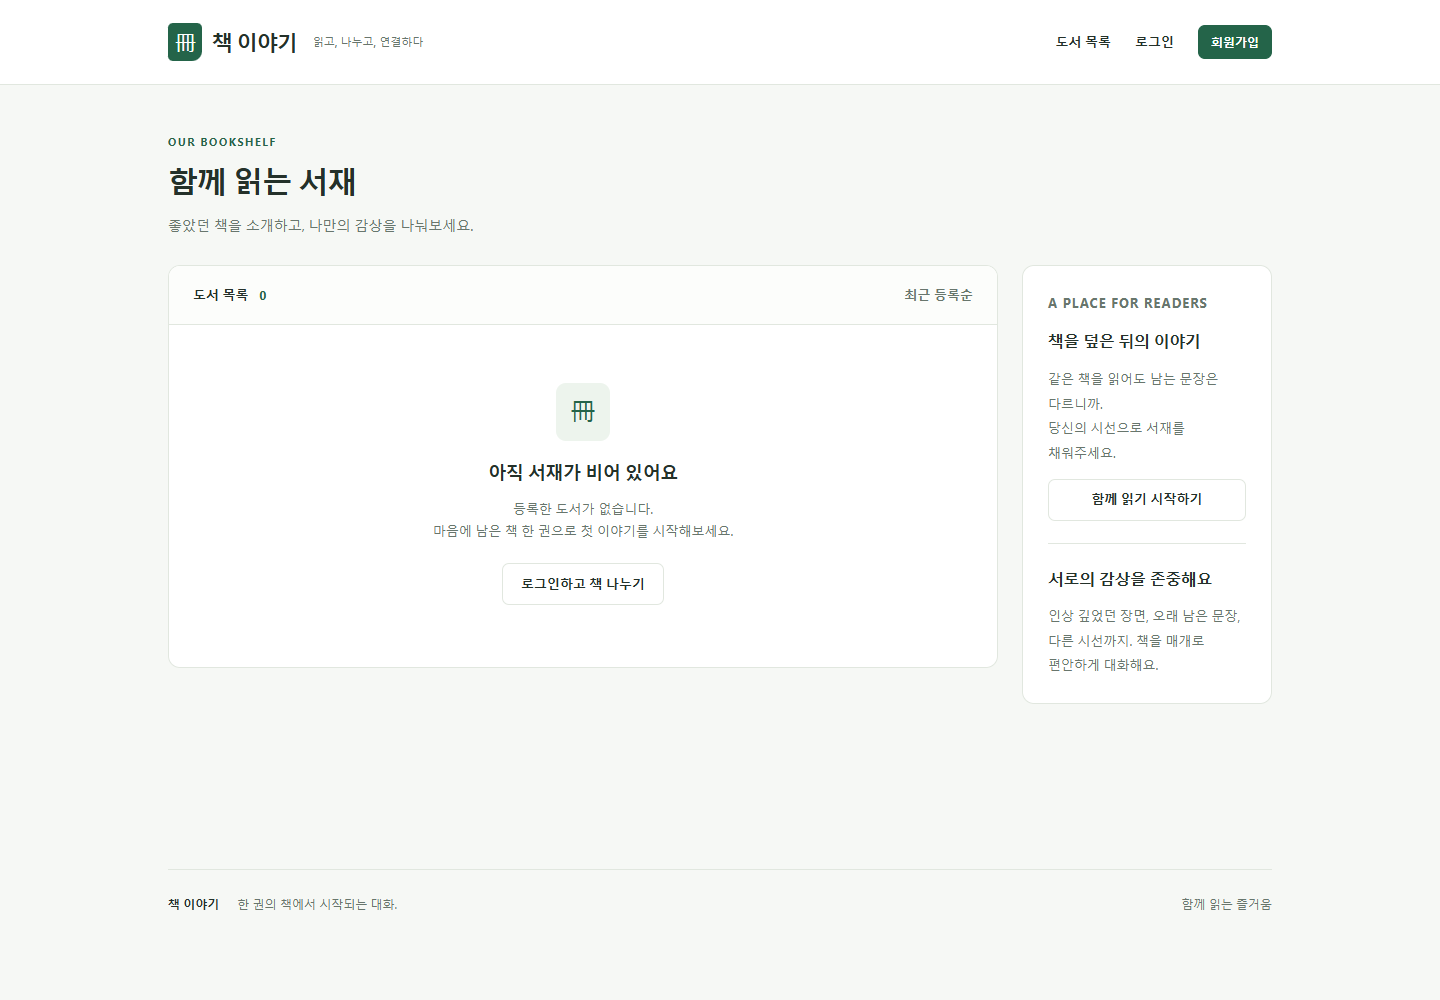 冊 책 이야기 읽고, 나누고, 연결하다 도서 목록 로그인 회원가입
OUR BOOKSHELF
함께 읽는 서재
좋았던 책을 소개하고, 나만의 감상을 나눠보세요.
도서 목록 0 최근 등록순
冊
아직 서재가 비어 있어요
등록한 도서가 없습니다.
마음에 남은 책 한 권으로 첫 이야기를 시작해보세요.
로그인하고 책 나누기
A PLACE FOR READERS
책을 덮은 뒤의 이야기
같은 책을 읽어도 남는 문장은
다르니까.
당신의 시선으로 서재를
채워주세요.
함께 읽기 시작하기
서로의 감상을 존중해요
인상 깊었던 장면, 오래 남은 문장,
다른 시선까지. 책을 매개로
편안하게 대화해요.
책 이야기 한 권의 책에서 시작되는 대화. 함께 읽는 즐거움